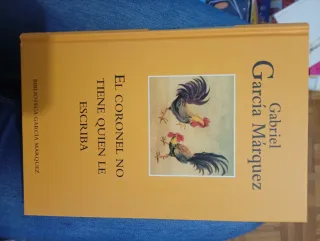 Gabriel
García Márquez
EL CORONEL NO
TIENE QUIEN LE
ESCRIBA
BIBLIOTECA GARCÍA MÁRQUEZ